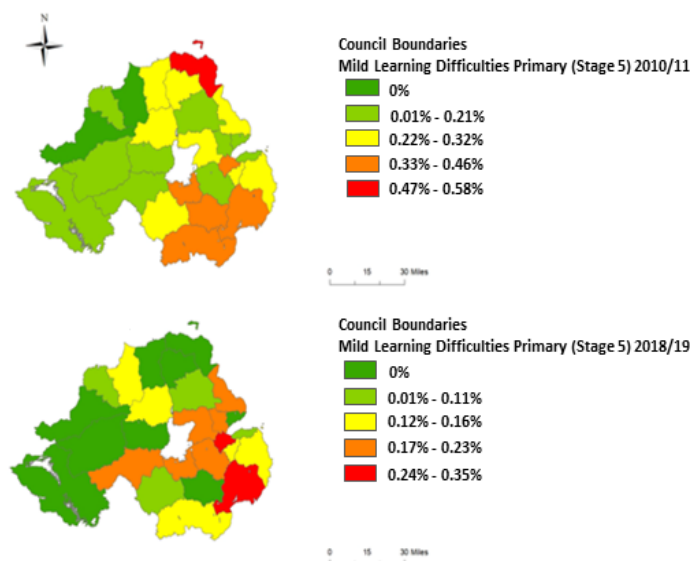 N
Council Boundaries
Mild Learning Difficulties Primary (Stage 5) 2010/11
0%
0.01% - 0.21%
0.22% - 0.32%
0.33% - 0.46%
0.47% - 0.58%
0 15 30 Miles
Council Boundaries
Mild Learning Difficulties Primary (Stage 5) 2018/19
0%
0.01% - 0.11%
0.12% - 0.16%
0.17% - 0.23%
0.24% - 0.35%
0 15 30 Miles